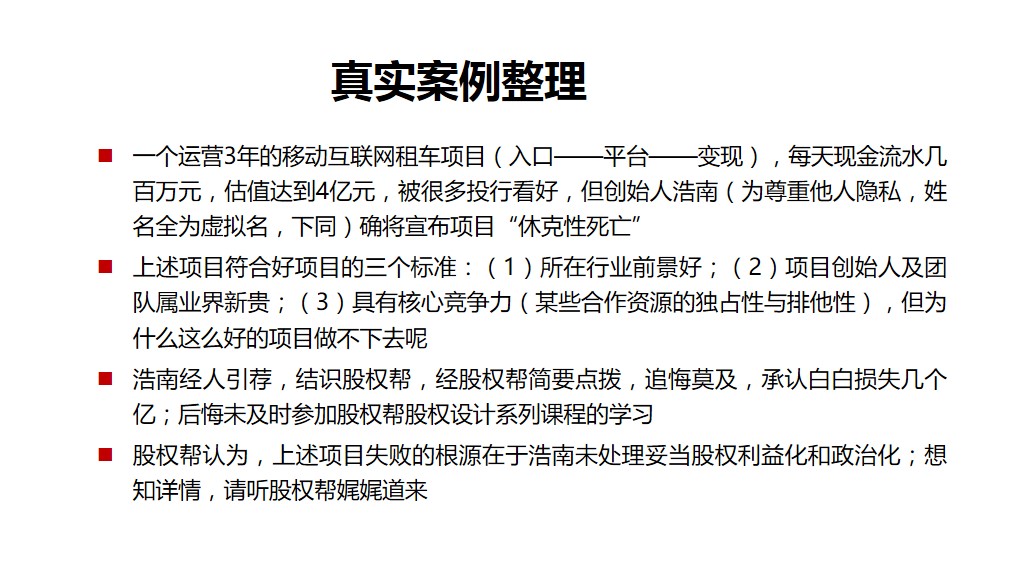 真实案例整理
一个运营3年的移动互联网租车项目（入口——平台——变现），每天现金流水几
百万元，估值达到4亿元，被很多投行看好，但创始人浩南（为尊重他人隐私，姓
名全为虚拟名，下同）确将宣布项目“休克性死亡”
上述项目符合好项目的三个标准：（1）所在行业前景好；（2）项目创始人及团
队属业界新贵；（3）具有核心竞争力（某些合作资源的独占性与排他性），但为
什么这么好的项目做不下去呢
浩南经人引荐，结识股权帮，经股权帮简要点拨，追悔莫及，承认白白损失几个
亿；后悔未及时参加股权帮股权设计系列课程的学习
股权帮认为，上述项目失败的根源在于浩南未处理妥当股权利益化和政治化；想
知详情，请听股权帮娓娓道来